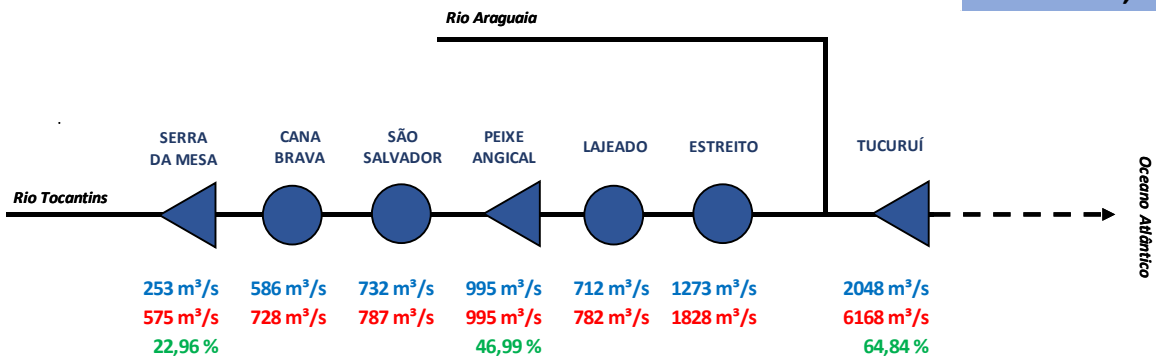 Rio Araguaia
SERRA
DA MESA
CANA
BRAVA
SÃO
SALVADOR
PEIXE
ANGICAL
LAJEADO
ESTREITO
TUCURUÍ
Rio Tocantins
Oceano Atlântico
253 m³/s 586 m³/s 732 m³/s 995 m³/s 712 m³/s 1273 m³/s 2048 m³/s
575 m³/s 728 m³/s 787 m³/s 995 m³/s 782 m³/s 1828 m³/s 6168 m³/s
22,96 % 46,99 % 64,84 %